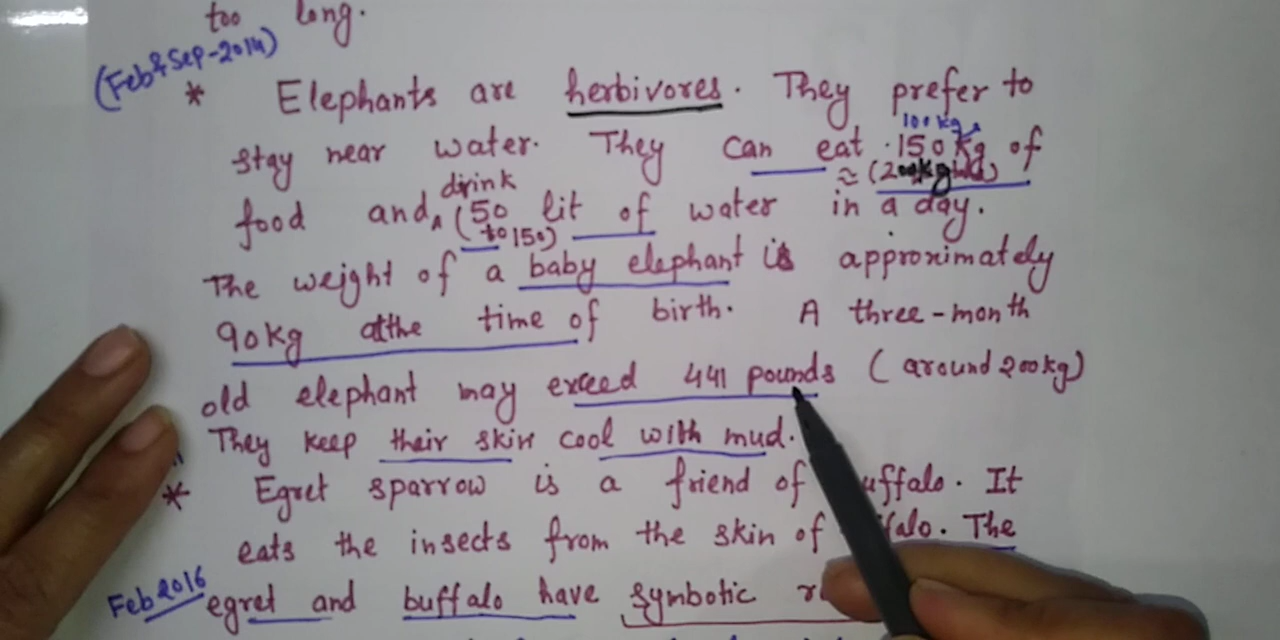 too long.
(Feb & Sep-2014)
* Elephants are herbivores. They prefer to
100 kg
stay near water. They can eat 150 kg of
drink ≈ (200kg)
food and (50 lit of water in a day.
to 150)
The weight of a baby elephant is approximately
90kg at the time of birth. A three-month
old elephant may exceed 441 pounds (around 200kg)
They keep their skin cool with mud.
* Egret sparrow is a friend of uffalo. It
eats the insects from the skin of falo. The
Feb 2016
egret and buffalo have symbotic